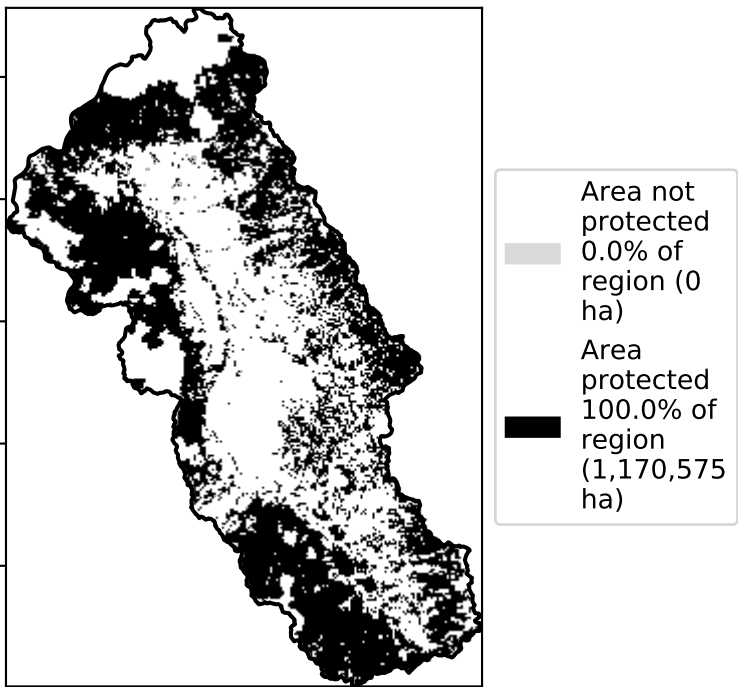 Area not
protected
0.0% of
region (0
ha)
Area
protected
100.0% of
region
(1,170,575
ha)